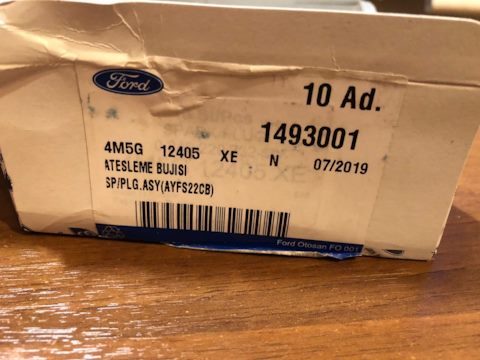 Ford
10 Ad.
1493001
4M5G 12405 XE N 07/2019
ATESLEME BUJISI
SP/PLG.ASY(AYFS22CB)
Ford Otosan FO 001